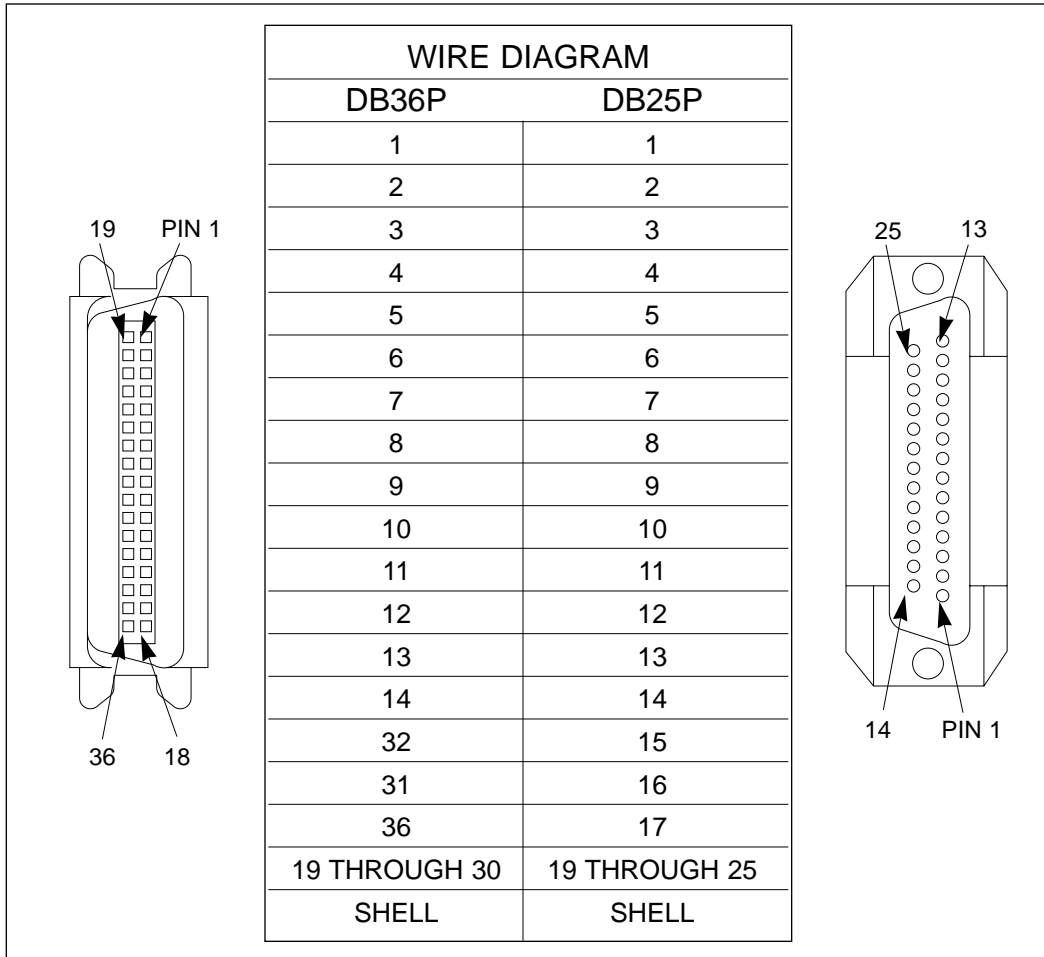 WIRE DIAGRAM
DB36P DB25P
1 1
2 2
19 PIN 1 3 3 25 13
4 4
5 5
6 6
7 7
8 8
9 9
10 10
11 11
12 12
13 13
14 14
36 18 32 15 14 PIN 1
31 16
36 17
19 THROUGH 30 19 THROUGH 25
SHELL SHELL